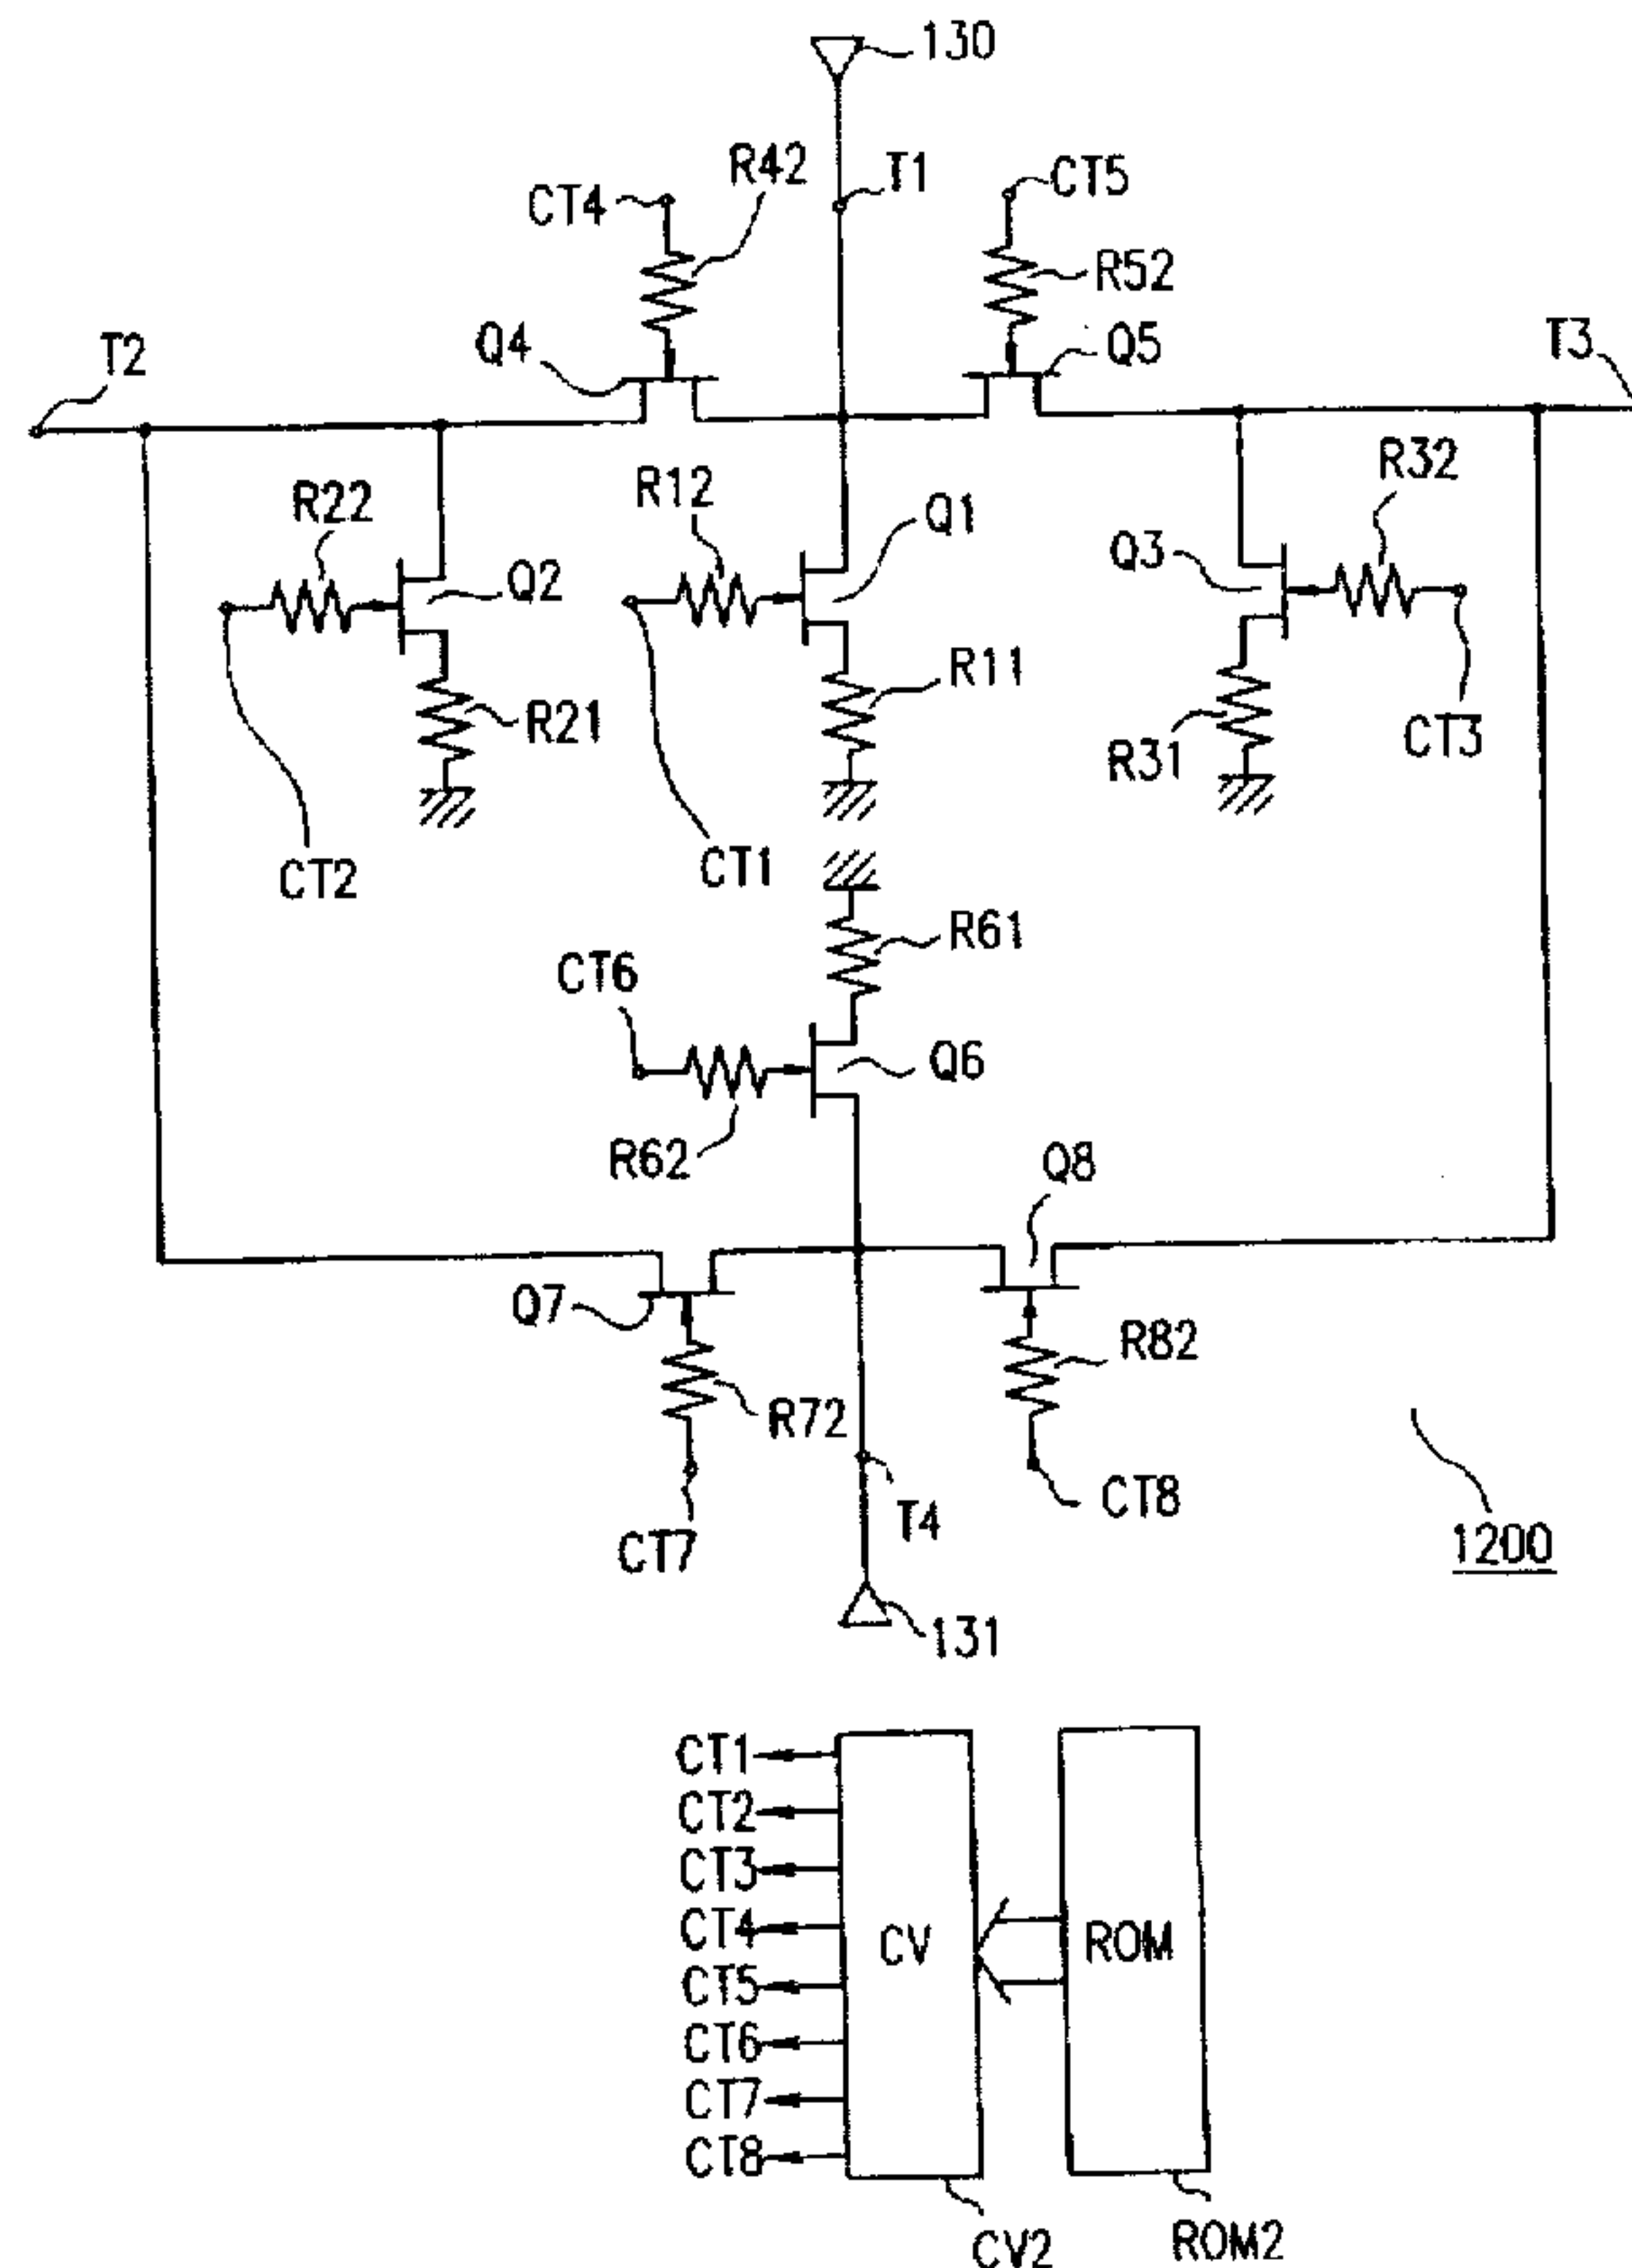 130
R42
T1
CT5
CT4
R52
T2
Q4
Q5
T3
R22
R12
Q1
R32
Q2
Q3
R11
R21
R31
CT3
CT2
CT1
R61
CT6
Q6
R62
Q8
Q7
R82
R72
T4
CT8
CT7
1200
131
CT1
CT2
CT3
CT4
CV
ROM
CT5
CT6
CT7
CT8
CV2
ROM2